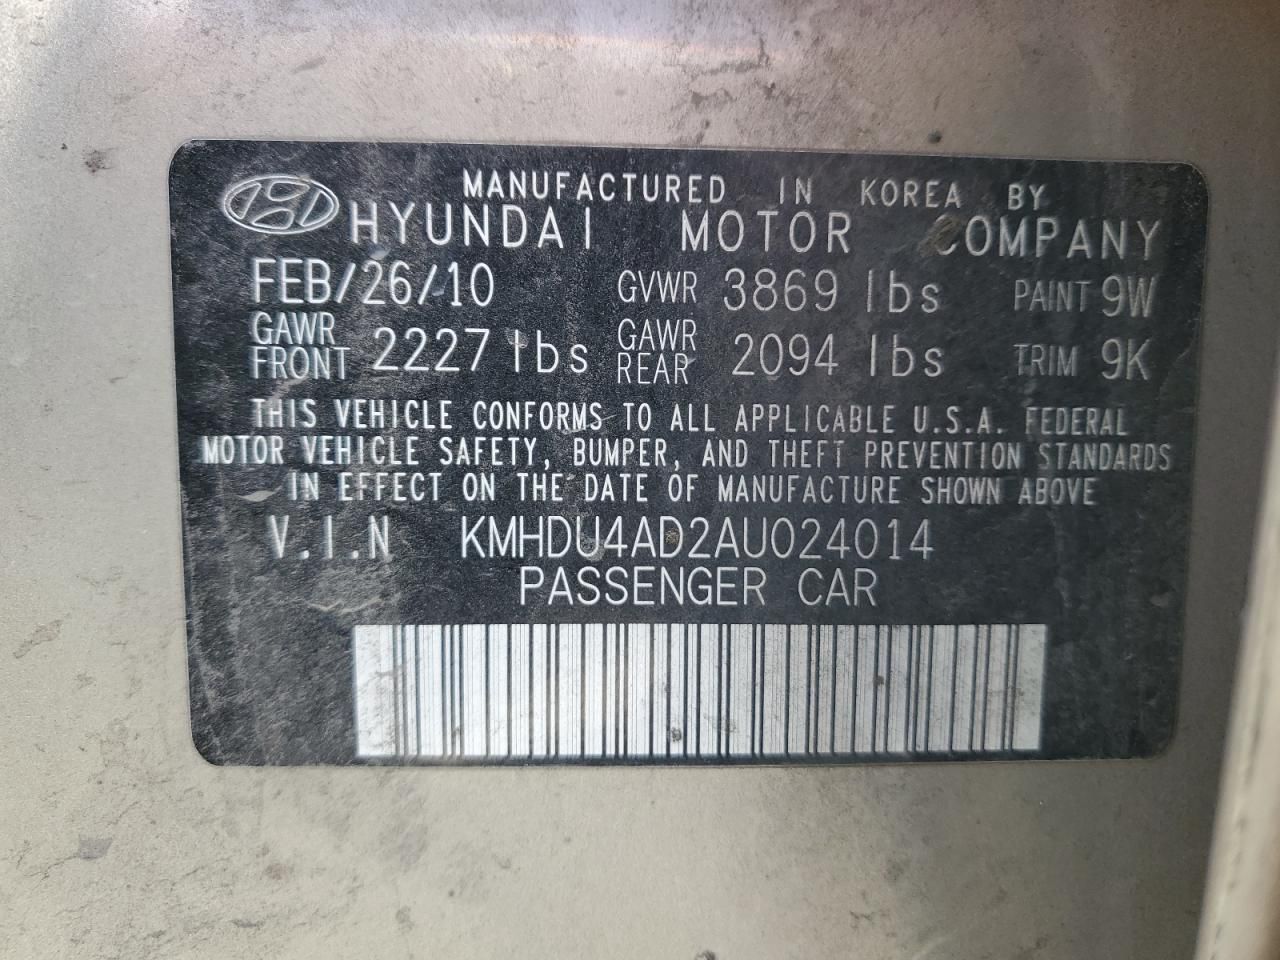 MANUFACTURED IN KOREA BY
HYUNDAI MOTOR COMPANY
FEB/26/10 GVWR 3869 lbs PAINT 9W
GAWR FRONT 2227 lbs GAWR REAR 2094 lbs TRIM 9K
THIS VEHICLE CONFORMS TO ALL APPLICABLE U.S.A. FEDERAL
MOTOR VEHICLE SAFETY, BUMPER, AND THEFT PREVENTION STANDARDS
IN EFFECT ON THE DATE OF MANUFACTURE SHOWN ABOVE
V.I.N KMHDU4AD2AU024014
PASSENGER CAR